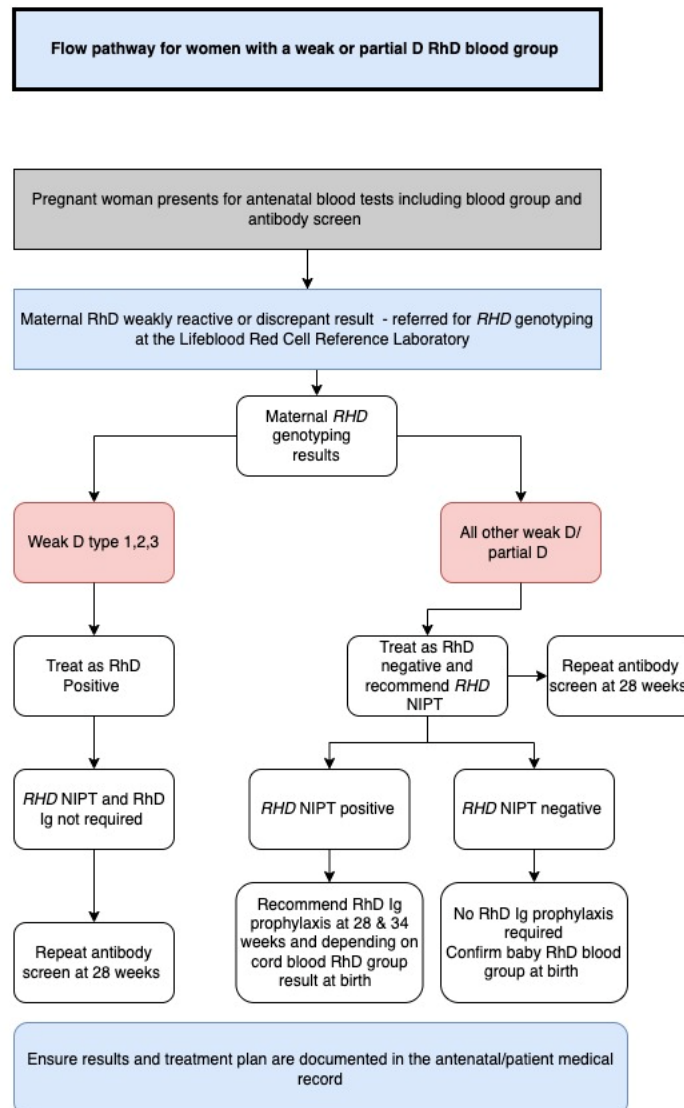 Flow pathway for women with a weak or partial D RhD blood group
Pregnant woman presents for antenatal blood tests including blood group and
antibody screen
Maternal RhD weakly reactive or discrepant result - referred for RHD genotyping
at the Lifeblood Red Cell Reference Laboratory
Maternal RHD
genotyping
results
Weak D type 1,2,3
All other weak D/
partial D
Treat as RhD
Positive
Treat as RhD
negative and
recommend RHD
NIPT
Repeat antibody
screen at 28 weeks
RHD NIPT and RhD
Ig not required
RHD NIPT positive
RHD NIPT negative
Repeat antibody
screen at 28 weeks
Recommend RhD Ig
prophylaxis at 28 & 34
weeks and depending on
cord blood RhD group
result at birth
No RhD Ig prophylaxis
required
Confirm baby RhD blood
group at birth
Ensure results and treatment plan are documented in the antenatal/patient medical
record